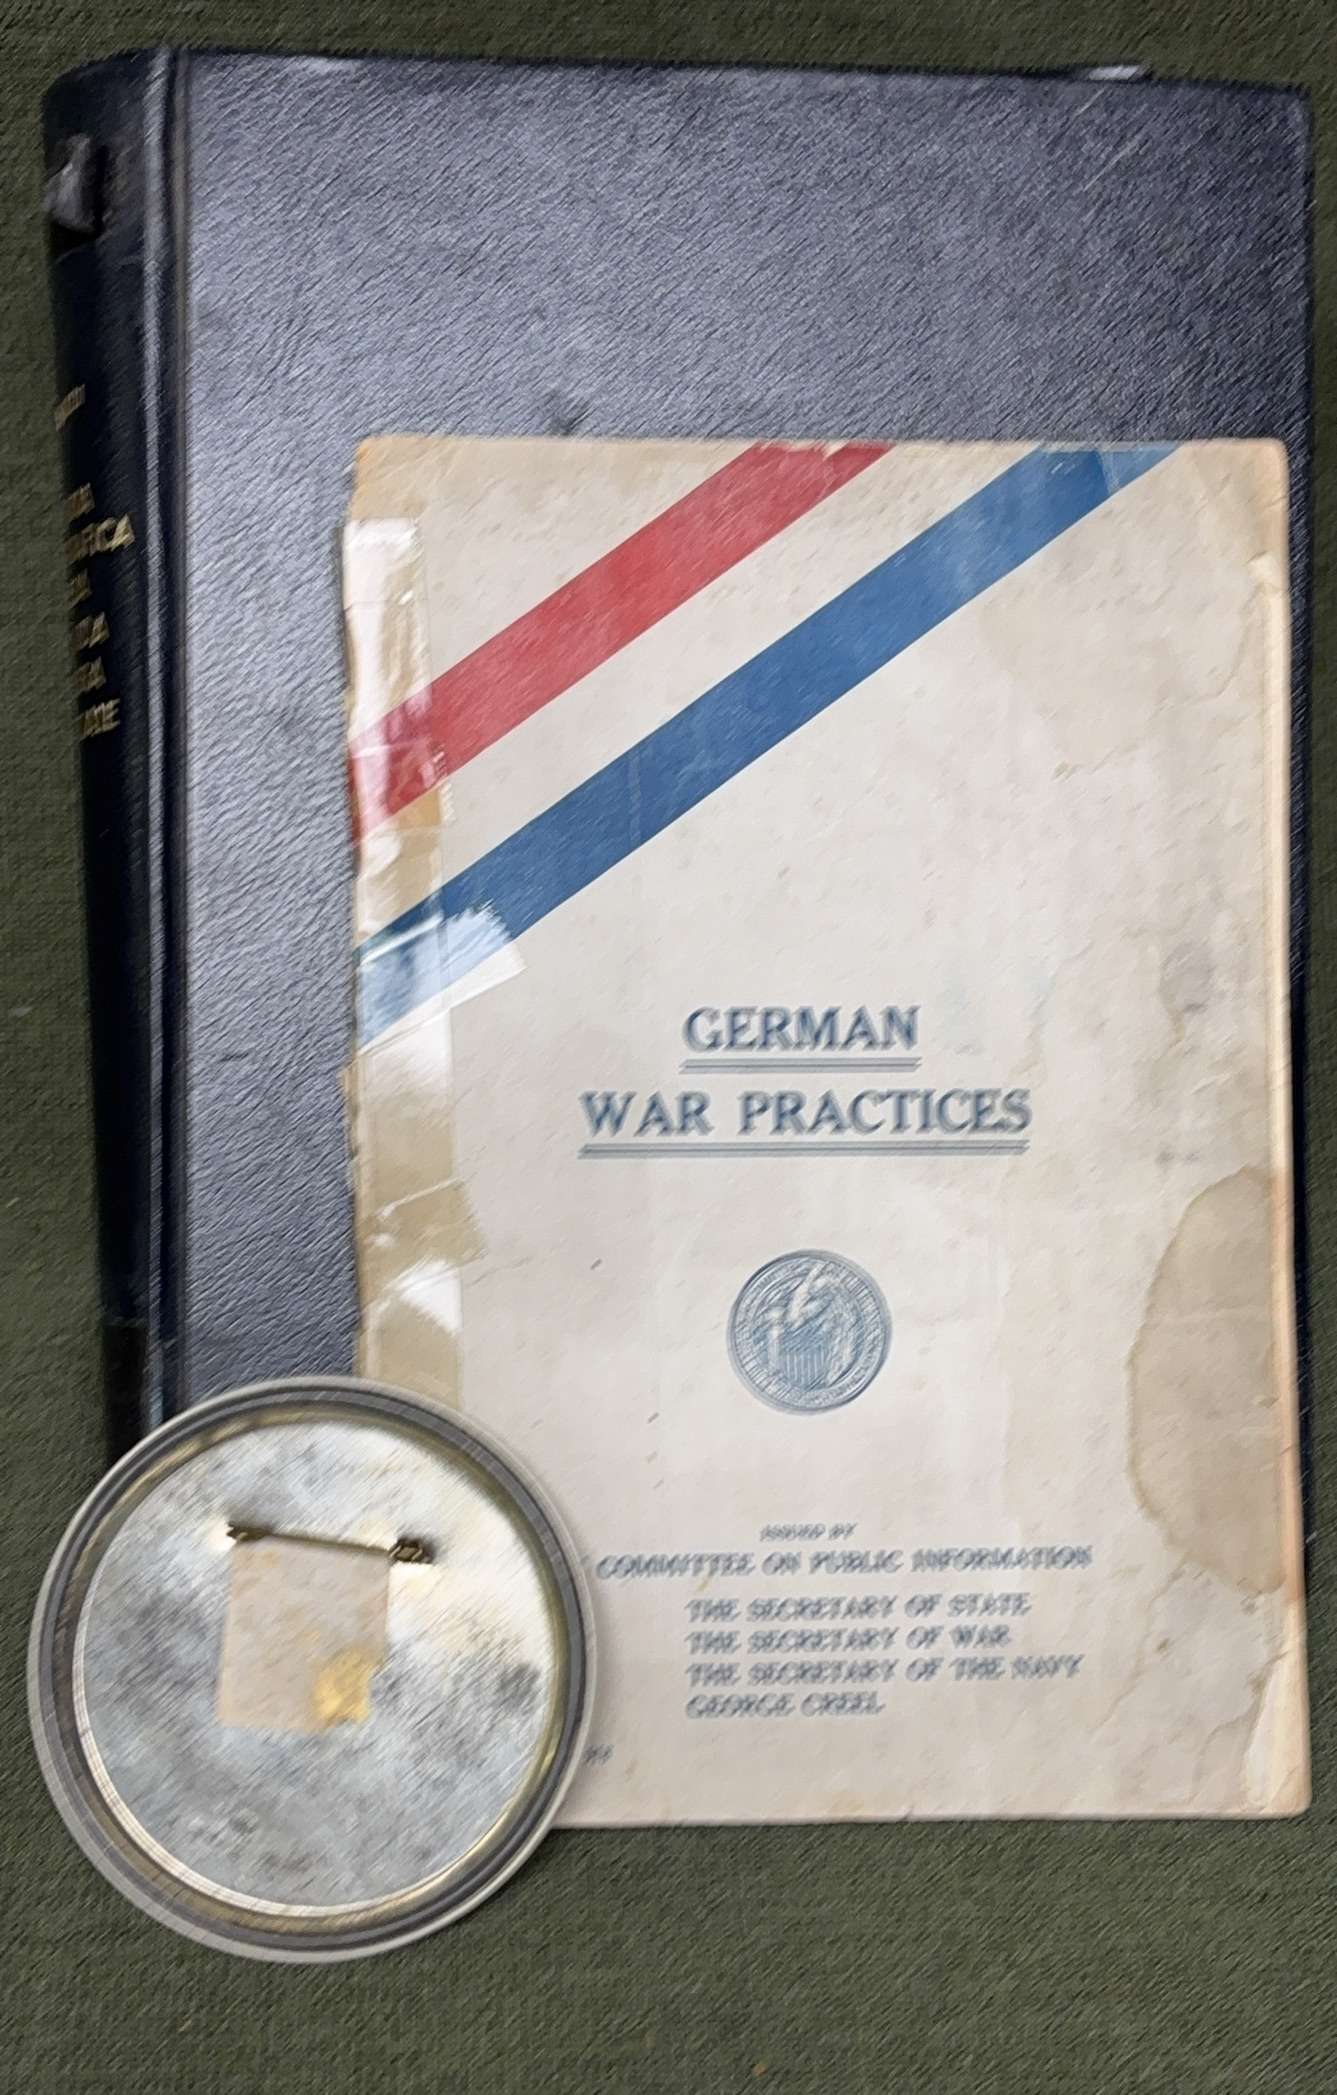 GERMAN
WAR PRACTICES
ISSUED BY
COMMITTEE ON PUBLIC INFORMATION
THE SECRETARY OF STATE
THE SECRETARY OF WAR
THE SECRETARY OF THE NAVY
GEORGE CREEL